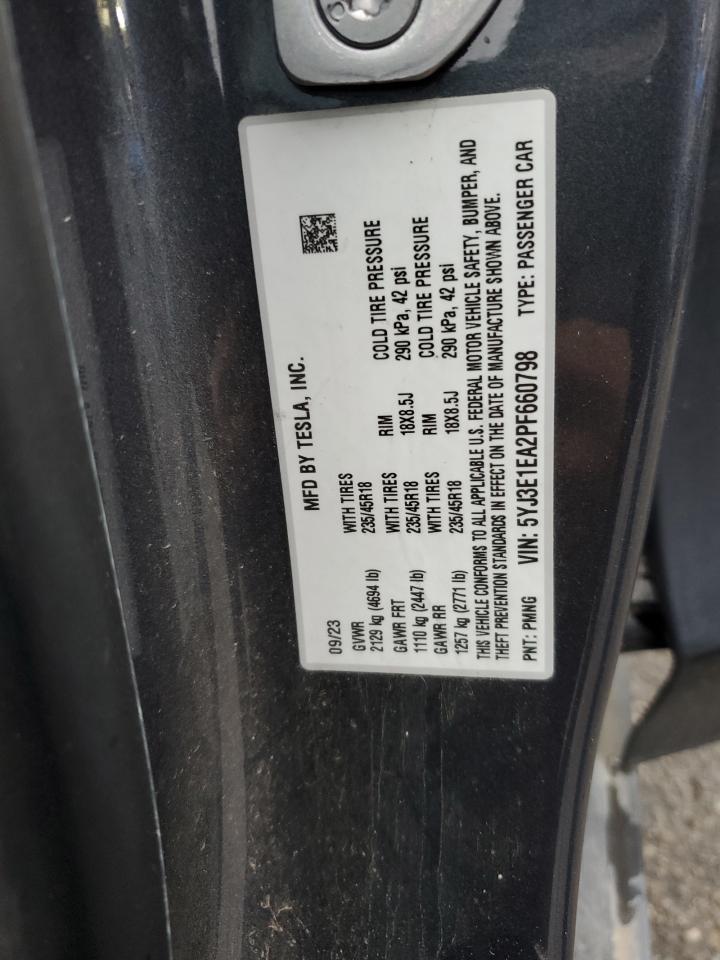 MFD BY TESLA, INC.
09/23
GVWR WITH TIRES RIM COLD TIRE PRESSURE
2129 kg (4694 lb) 235/45R18 18X8.5J 290 kPa, 42 psi
GAWR FRT WITH TIRES RIM COLD TIRE PRESSURE
1110 kg (2447 lb) 235/45R18 18X8.5J 290 kPa, 42 psi
GAWR RR WITH TIRES
1257 kg (2771 lb) 235/45R18
THIS VEHICLE CONFORMS TO ALL APPLICABLE U.S. FEDERAL MOTOR VEHICLE SAFETY, BUMPER, AND
THEFT PREVENTION STANDARDS IN EFFECT ON THE DATE OF MANUFACTURE SHOWN ABOVE.
PNT: PMNG VIN: 5YJ3E1EA2PF660798 TYPE: PASSENGER CAR